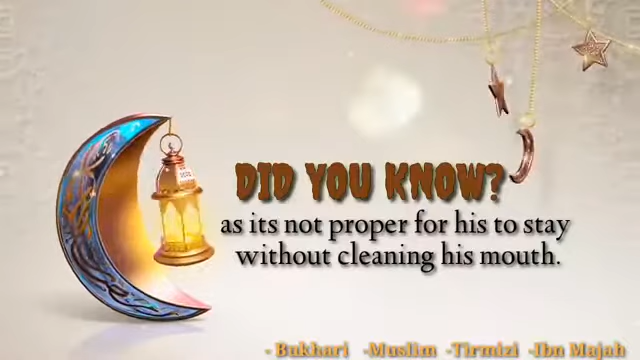 DID YOU KNOW?
as its not proper for his to stay
without cleaning his mouth.
- Bukhari -Muslim -Tirmizi -Ibn Majah